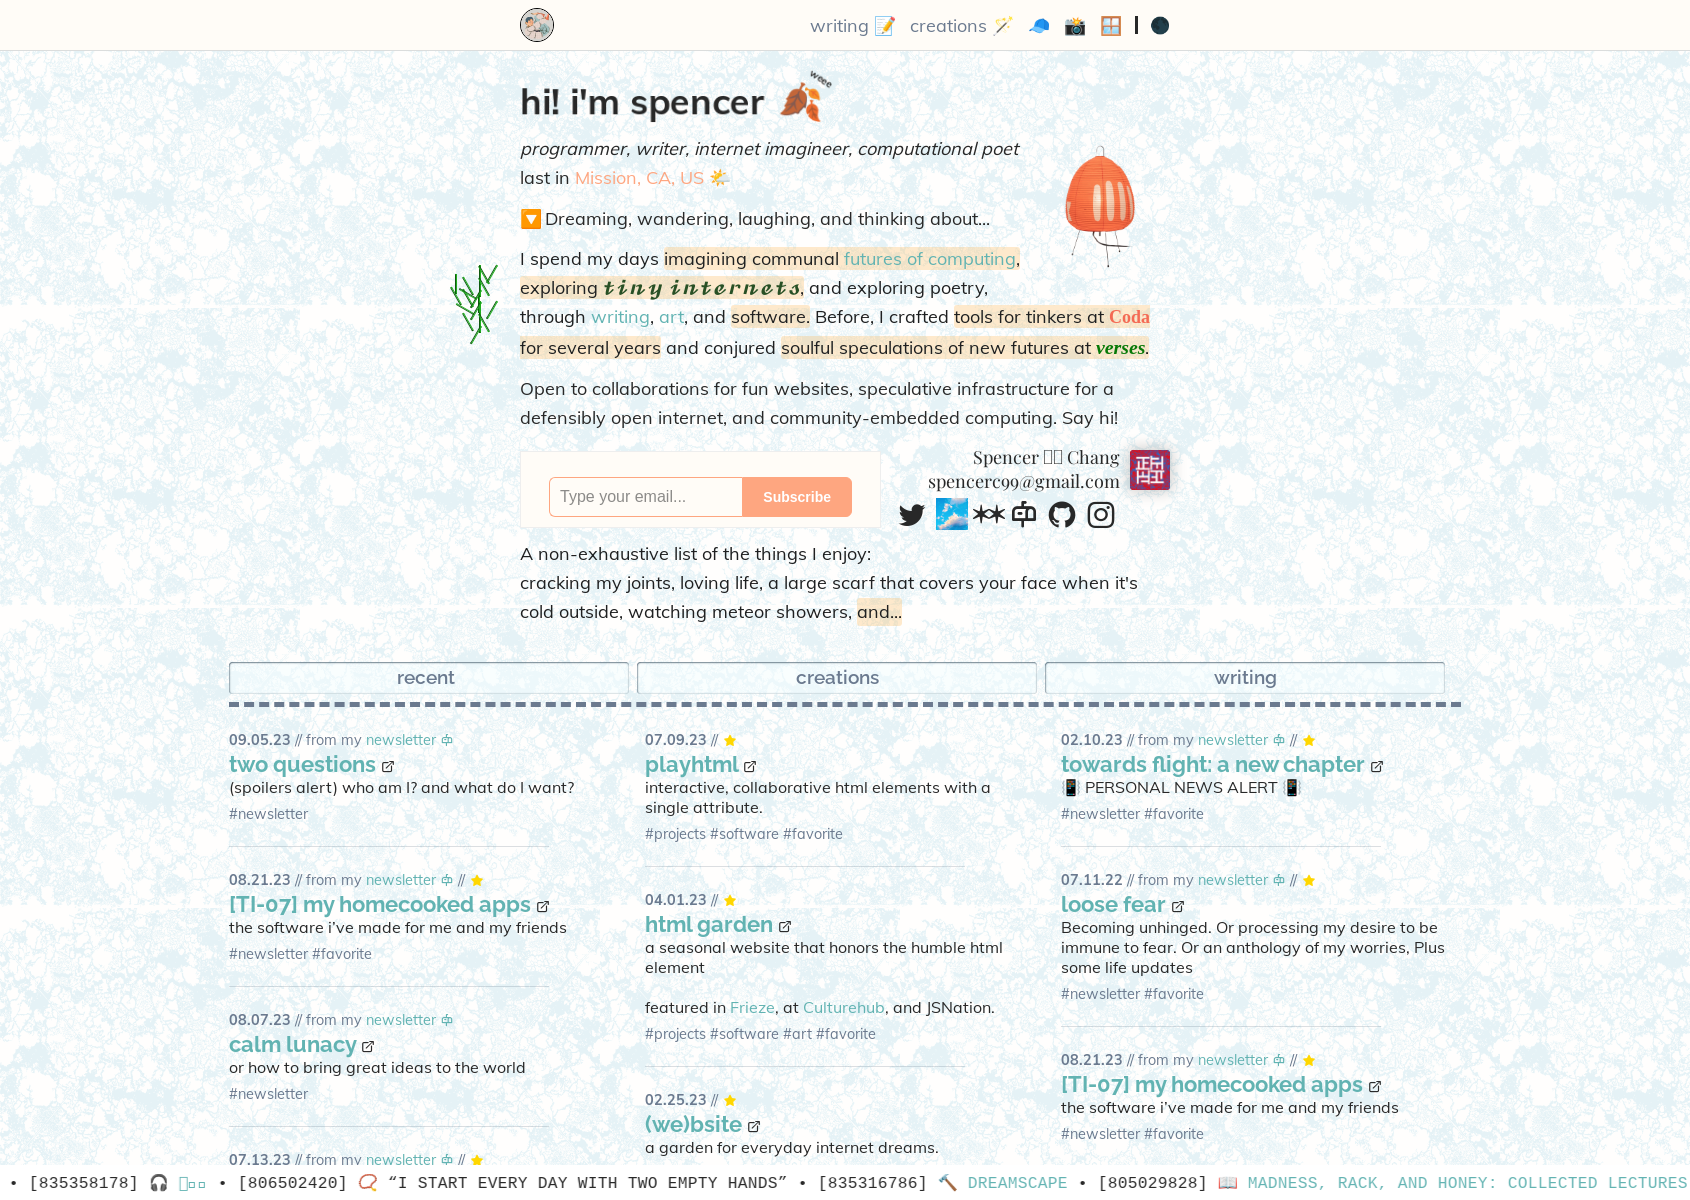 writing 📝 creations 🪄 🧢 📸 🪟 | 🌑
hi! i'm spencer 🍂 weee
programmer, writer, internet imagineer, computational poet
last in Mission, CA, US 🌤️
🔽 Dreaming, wandering, laughing, and thinking about...
I spend my days imagining communal futures of computing,
exploring tiny internets, and exploring poetry,
through writing, art, and software. Before, I crafted tools for tinkers at Coda
for several years and conjured soulful speculations of new futures at verses.
Open to collaborations for fun websites, speculative infrastructure for a
defensibly open internet, and community-embedded computing. Say hi!
Type your email...
Subscribe
Spencer Chang
spencerc99@gmail.com
A non-exhaustive list of the things I enjoy:
cracking my joints, loving life, a large scarf that covers your face when it's
cold outside, watching meteor showers, and...
recent
creations
writing
09.05.23 // from my newsletter
two questions
(spoilers alert) who am I? and what do I want?
#newsletter
08.21.23 // from my newsletter // ⭐
[TI-07] my homecooked apps
the software i've made for me and my friends
#newsletter #favorite
08.07.23 // from my newsletter
calm lunacy
or how to bring great ideas to the world
#newsletter
07.13.23 // from my newsletter // ⭐
07.09.23 // ⭐
playhtml
interactive, collaborative html elements with a
single attribute.
#projects #software #favorite
04.01.23 // ⭐
html garden
a seasonal website that honors the humble html
element
featured in Frieze, at Culturehub, and JSNation.
#projects #software #art #favorite
02.25.23 // ⭐
(we)bsite
a garden for everyday internet dreams.
02.10.23 // from my newsletter // ⭐
towards flight: a new chapter
📳 PERSONAL NEWS ALERT 📳
#newsletter #favorite
07.11.22 // from my newsletter // ⭐
loose fear
Becoming unhinged. Or processing my desire to be
immune to fear. Or an anthology of my worries, Plus
some life updates
#newsletter #favorite
08.21.23 // from my newsletter // ⭐
[TI-07] my homecooked apps
the software i've made for me and my friends
#newsletter #favorite
• [835358178] 🎧 • [806502420] 📿 “I START EVERY DAY WITH TWO EMPTY HANDS” • [835316786] 🔨 DREAMSCAPE • [805029828] 📖 MADNESS, RACK, AND HONEY: COLLECTED LECTURES